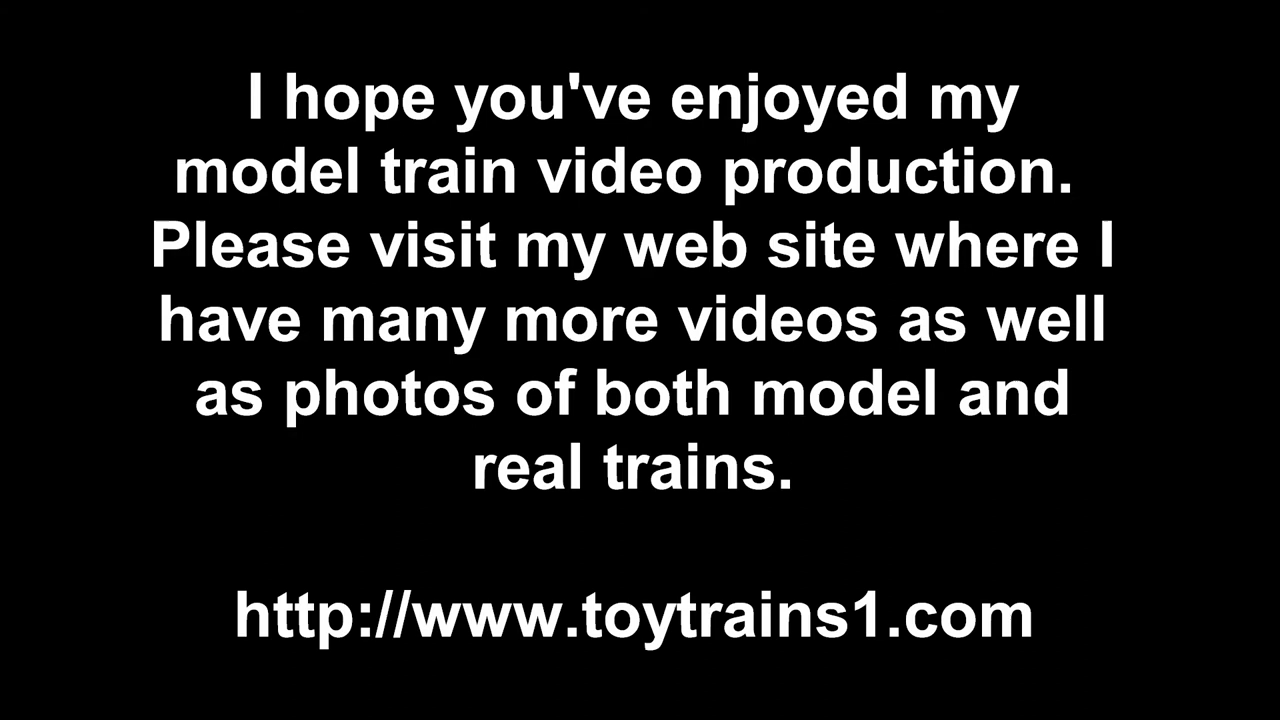 I hope you've enjoyed my
model train video production.
Please visit my web site where I
have many more videos as well
as photos of both model and
real trains.
http://www.toytrains1.com